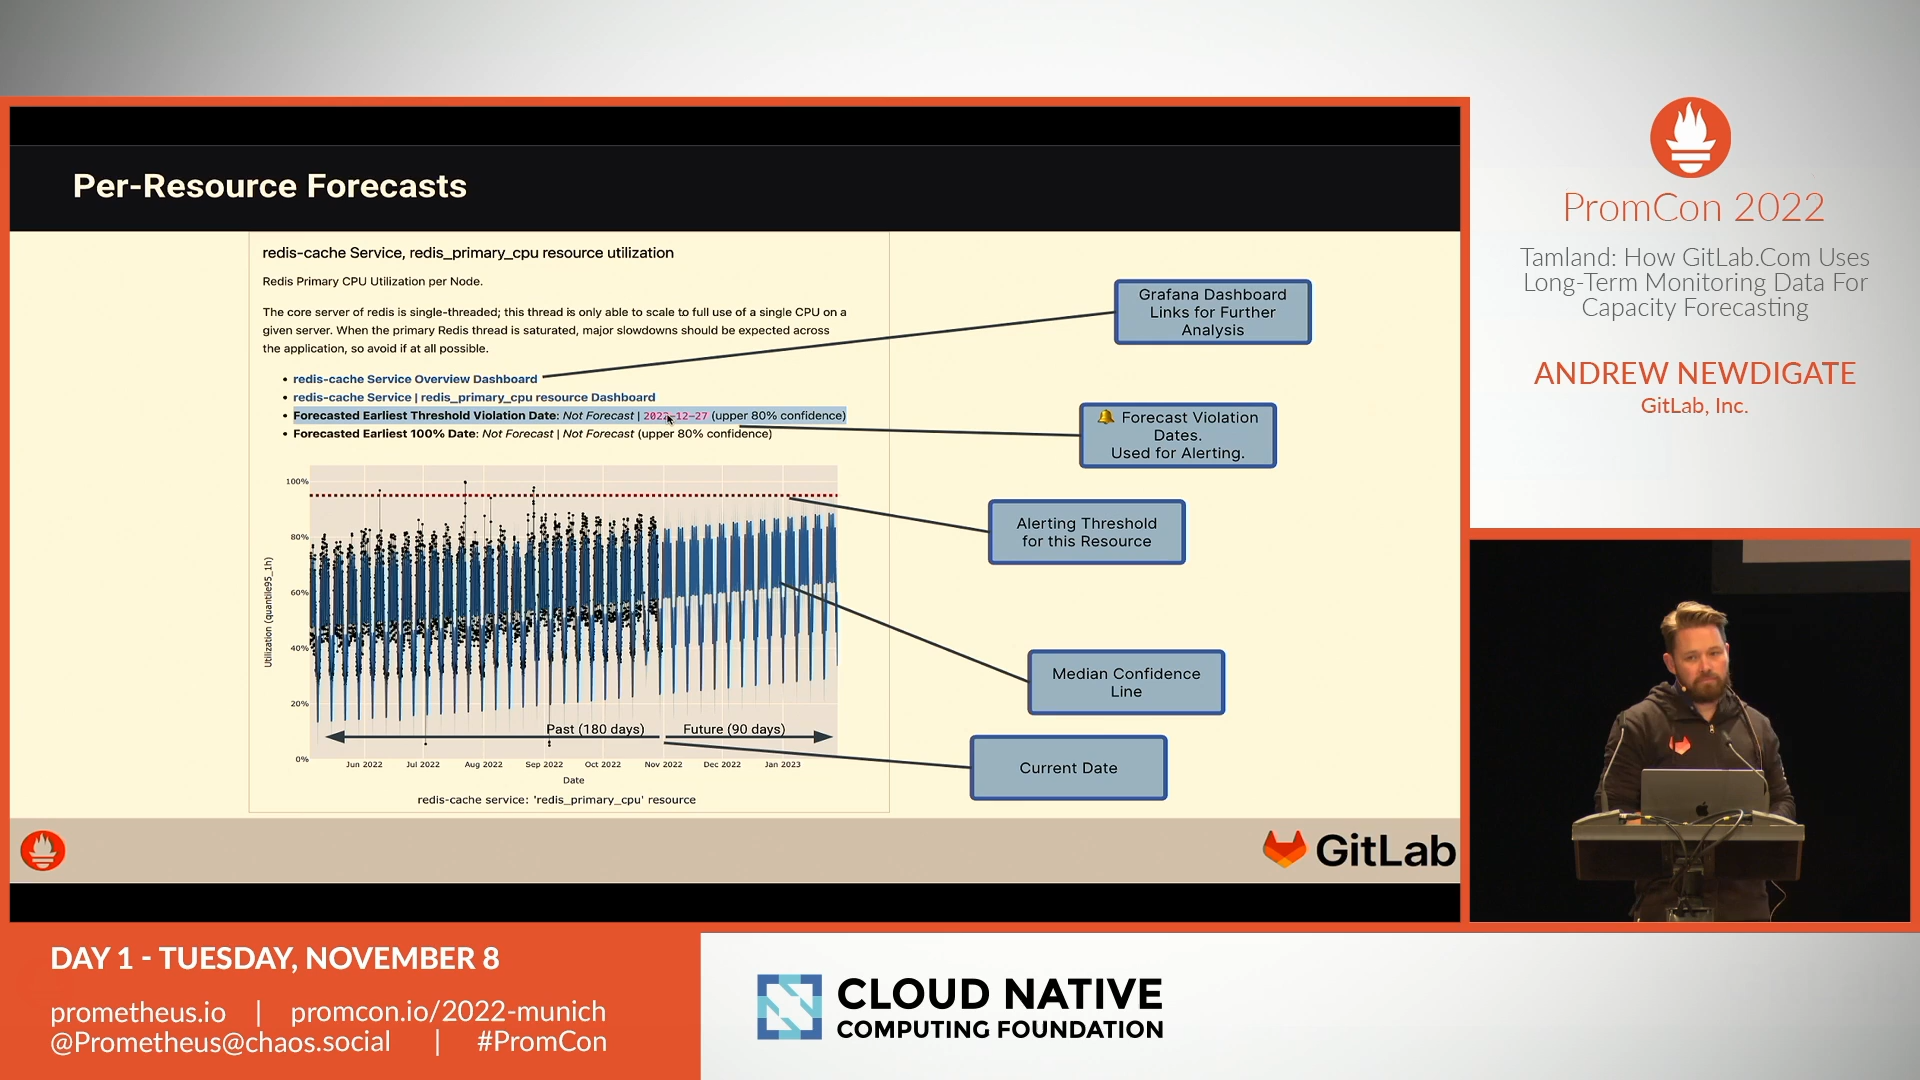 Per-Resource Forecasts
redis-cache Service, redis_primary_cpu resource utilization
Redis Primary CPU Utilization per Node.
The core server of redis is single-threaded; this thread is only able to scale to full use of a single CPU on a
given server. When the primary Redis thread is saturated, major slowdowns should be expected across
the application, so avoid if at all possible.
• redis-cache Service Overview Dashboard
• redis-cache Service | redis_primary_cpu resource Dashboard
• Forecasted Earliest Threshold Violation Date: Not Forecast | 2022-12-27 (upper 80% confidence)
• Forecasted Earliest 100% Date: Not Forecast | Not Forecast (upper 80% confidence)
100%
80%
60%
40%
20%
0%
Utilization (quantile95_1h)
Past (180 days)
Future (90 days)
Jun 2022
Jul 2022
Aug 2022
Sep 2022
Oct 2022
Nov 2022
Dec 2022
Jan 2023
Date
redis-cache service: 'redis_primary_cpu' resource
Grafana Dashboard
Links for Further
Analysis
🔔 Forecast Violation
Dates.
Used for Alerting.
Alerting Threshold
for this Resource
Median Confidence
Line
Current Date
GitLab
PromCon 2022
Tamland: How GitLab.Com Uses
Long-Term Monitoring Data For
Capacity Forecasting
ANDREW NEWDIGATE
GitLab, Inc.
DAY 1 - TUESDAY, NOVEMBER 8
prometheus.io | promcon.io/2022-munich
@Prometheus@chaos.social | #PromCon
CLOUD NATIVE
COMPUTING FOUNDATION